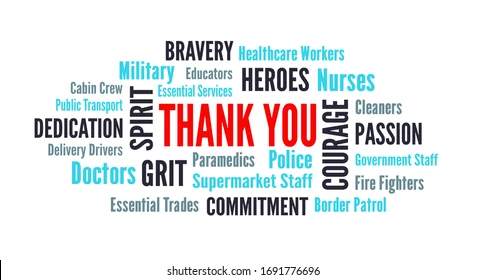 BRAVERY
Healthcare Workers
Military
Educators
HEROES
Nurses
Cabin Crew
Essential Services
Public Transport
SPIRIT
THANK YOU
COURAGE
Cleaners
DEDICATION
PASSION
Delivery Drivers
Paramedics
Police
Government Staff
Doctors
GRIT
Supermarket Staff
Fire Fighters
Essential Trades
COMMITMENT
Border Patrol
shutterstock.com · 1691776696